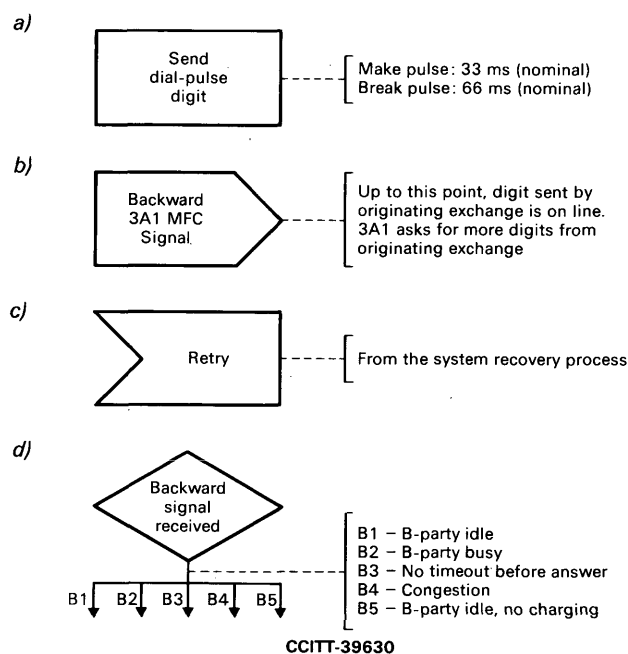 a)
Send
dial-pulse
digit
Make pulse: 33 ms (nominal)
Break pulse: 66 ms (nominal)
b)
Backward
3A1 MFC
Signal
Up to this point, digit sent by
originating exchange is on line.
3A1 asks for more digits from
originating exchange
c)
Retry
From the system recovery process
d)
Backward
signal
received
B1 B2 B3 B4 B5
B1 – B-party idle
B2 – B-party busy
B3 – No timeout before answer
B4 – Congestion
B5 – B-party idle, no charging
CCITT-39630